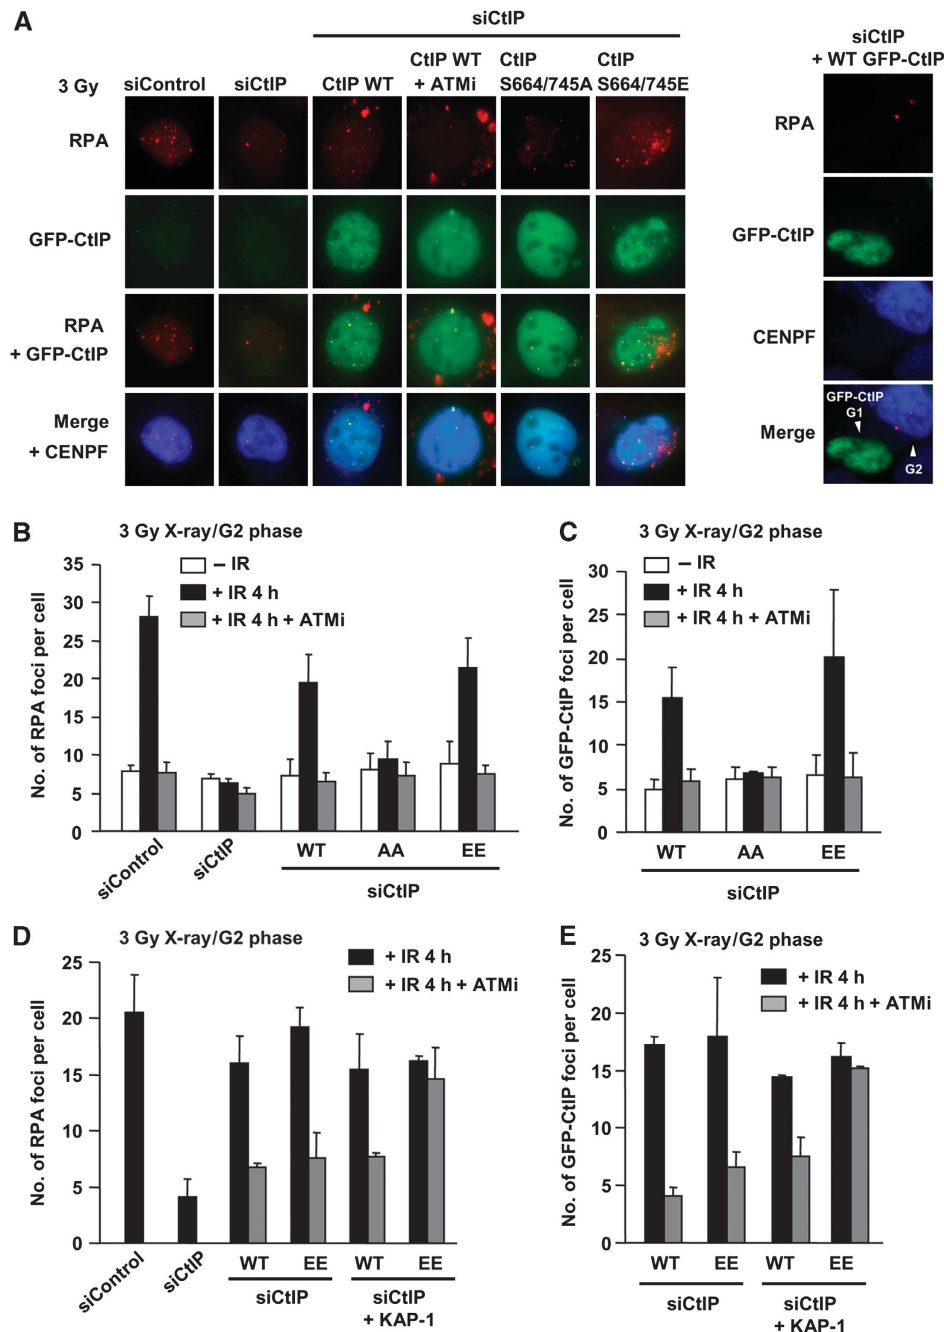 A
siCtIP
3 Gy
siControl
siCtIP
CtIP WT
CtIP WT
+ ATMi
CtIP
S664/745A
CtIP
S664/745E
RPA
GFP-CtIP
RPA
+ GFP-CtIP
Merge
+ CENPF
siCtIP
+ WT GFP-CtIP
RPA
GFP-CtIP
CENPF
Merge
GFP-CtIP
G1
G2
B
3 Gy X-ray/G2 phase
– IR
+ IR 4 h
+ IR 4 h + ATMi
No. of RPA foci per cell
35
30
25
20
15
10
5
0
siControl
siCtIP
WT
AA
EE
siCtIP
C
3 Gy X-ray/G2 phase
– IR
+ IR 4 h
+ IR 4 h + ATMi
No. of GFP-CtIP foci per cell
30
25
20
15
10
5
0
WT
AA
EE
siCtIP
D
3 Gy X-ray/G2 phase
+ IR 4 h
+ IR 4 h + ATMi
No. of RPA foci per cell
25
20
15
10
5
0
siControl
siCtIP
WT
EE
WT
EE
siCtIP
siCtIP
+ KAP-1
E
3 Gy X-ray/G2 phase
+ IR 4 h
+ IR 4 h + ATMi
No. of GFP-CtIP foci per cell
25
20
15
10
5
0
WT
EE
WT
EE
siCtIP
siCtIP
+ KAP-1